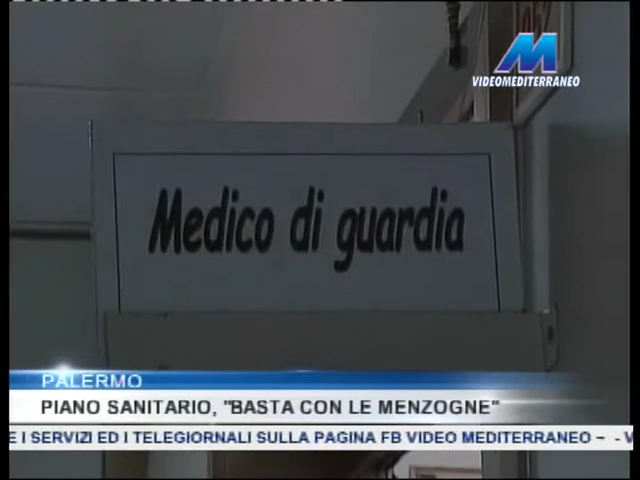 M
VIDEOMEDITERRANEO
Medico di guardia
PALERMO
PIANO SANITARIO, "BASTA CON LE MENZOGNE"
E I SERVIZI ED I TELEGIORNALI SULLA PAGINA FB VIDEO MEDITERRANEO – - V